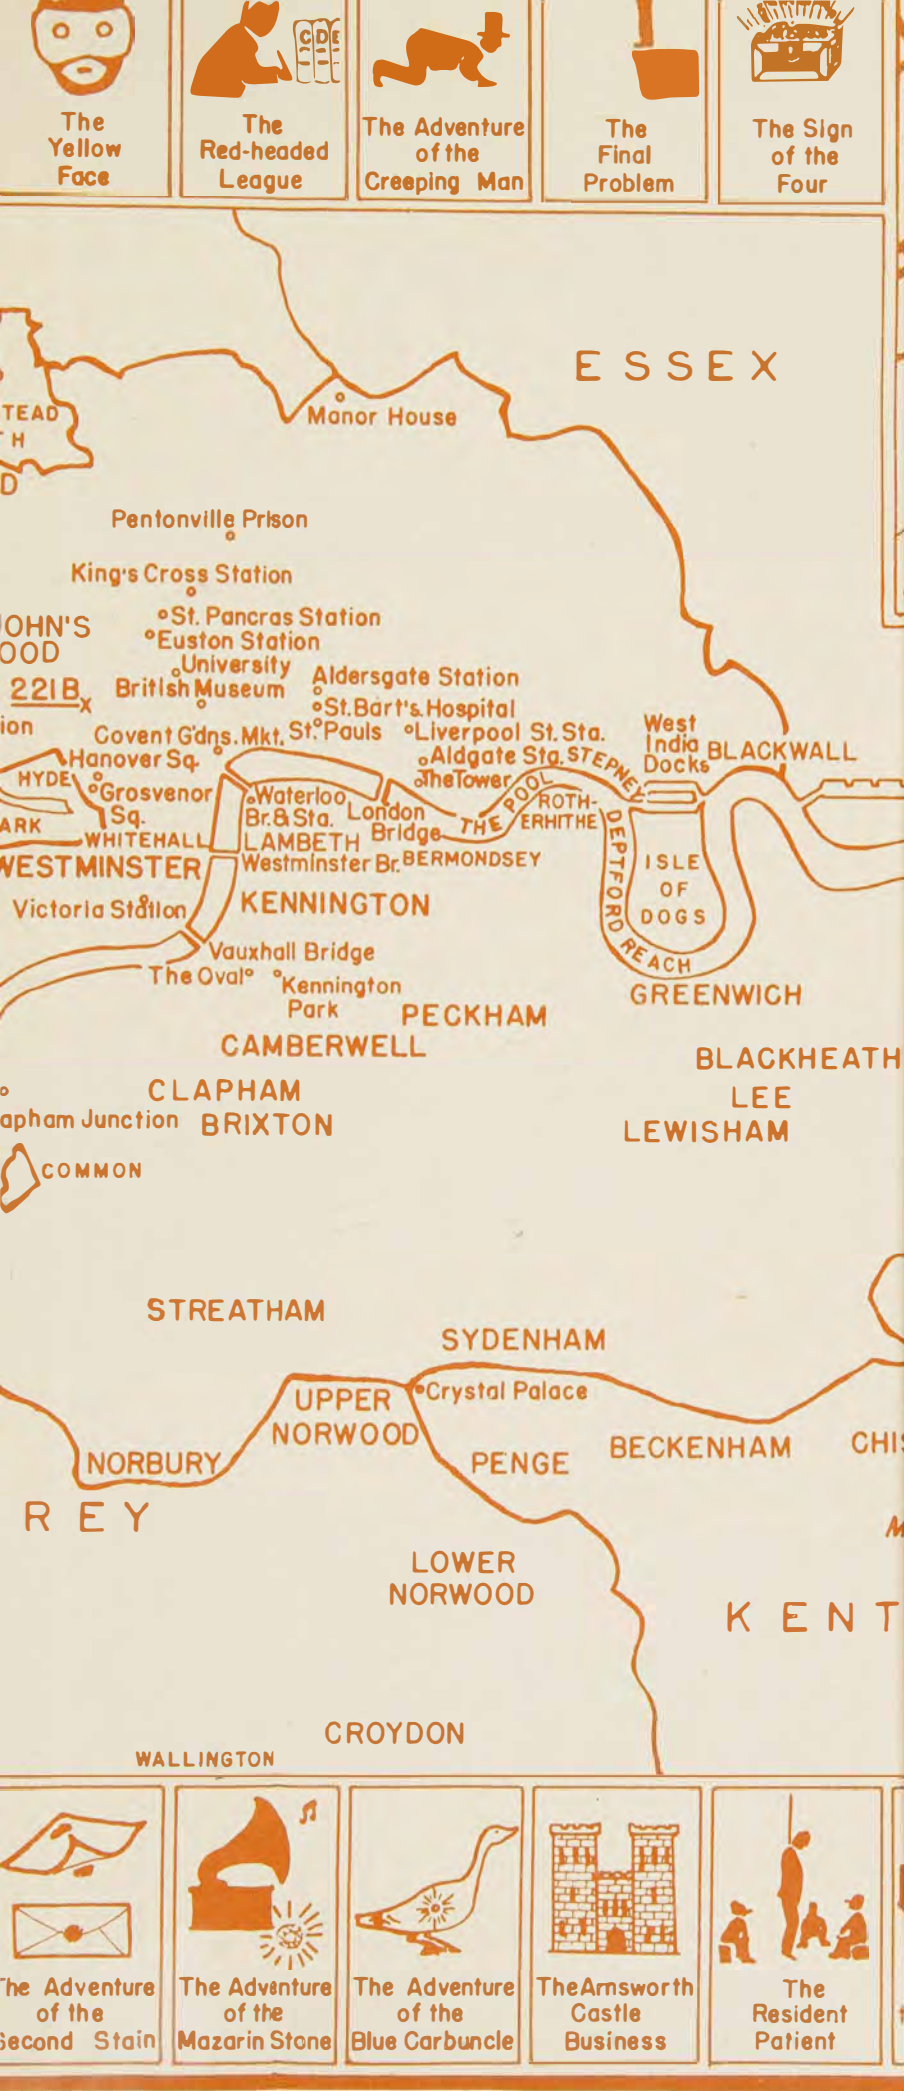 C D E
The
Yellow
Face
The
Red-headed
League
The Adventure
of the
Creeping Man
The
Final
Problem
The Sign
of the
Four
ESSEX
Manor House
TEAD
TH
D
Pentonville Prison
King's Cross Station
St. Pancras Station
JOHN'S
OOD
Euston Station
University
221B
x
British Museum
Aldersgate Station
St. Bart's. Hospital
ion
Covent G'dns. Mkt.
St. Pauls
Liverpool St. Sta.
West
India
Docks
BLACKWALL
Hanover Sq.
Aldgate Sta.
STEPNEY
HYDE
ARK
Grosvenor
Sq.
The Tower
THE POOL
Waterloo
Br. & Sta.
London
Bridge
ROTH-
ERHITHE
WHITEHALL
LAMBETH
WESTMINSTER
Westminster Br.
BERMONDSEY
DEPTFORD REACH
ISLE
OF
DOGS
Victoria Station
KENNINGTON
Vauxhall Bridge
The Oval
Kennington
Park
PECKHAM
GREENWICH
CAMBERWELL
BLACKHEATH
CLAPHAM
LEE
apham Junction
BRIXTON
LEWISHAM
COMMON
STREATHAM
SYDENHAM
UPPER
NORWOOD
Crystal Palace
NORBURY
PENGE
BECKENHAM
CHIS
REY
M
LOWER
NORWOOD
KENT
CROYDON
WALLINGTON
The Adventure
of the
Second Stain
The Adventure
of the
Mazarin Stone
The Adventure
of the
Blue Carbuncle
The Arnsworth
Castle
Business
The
Resident
Patient